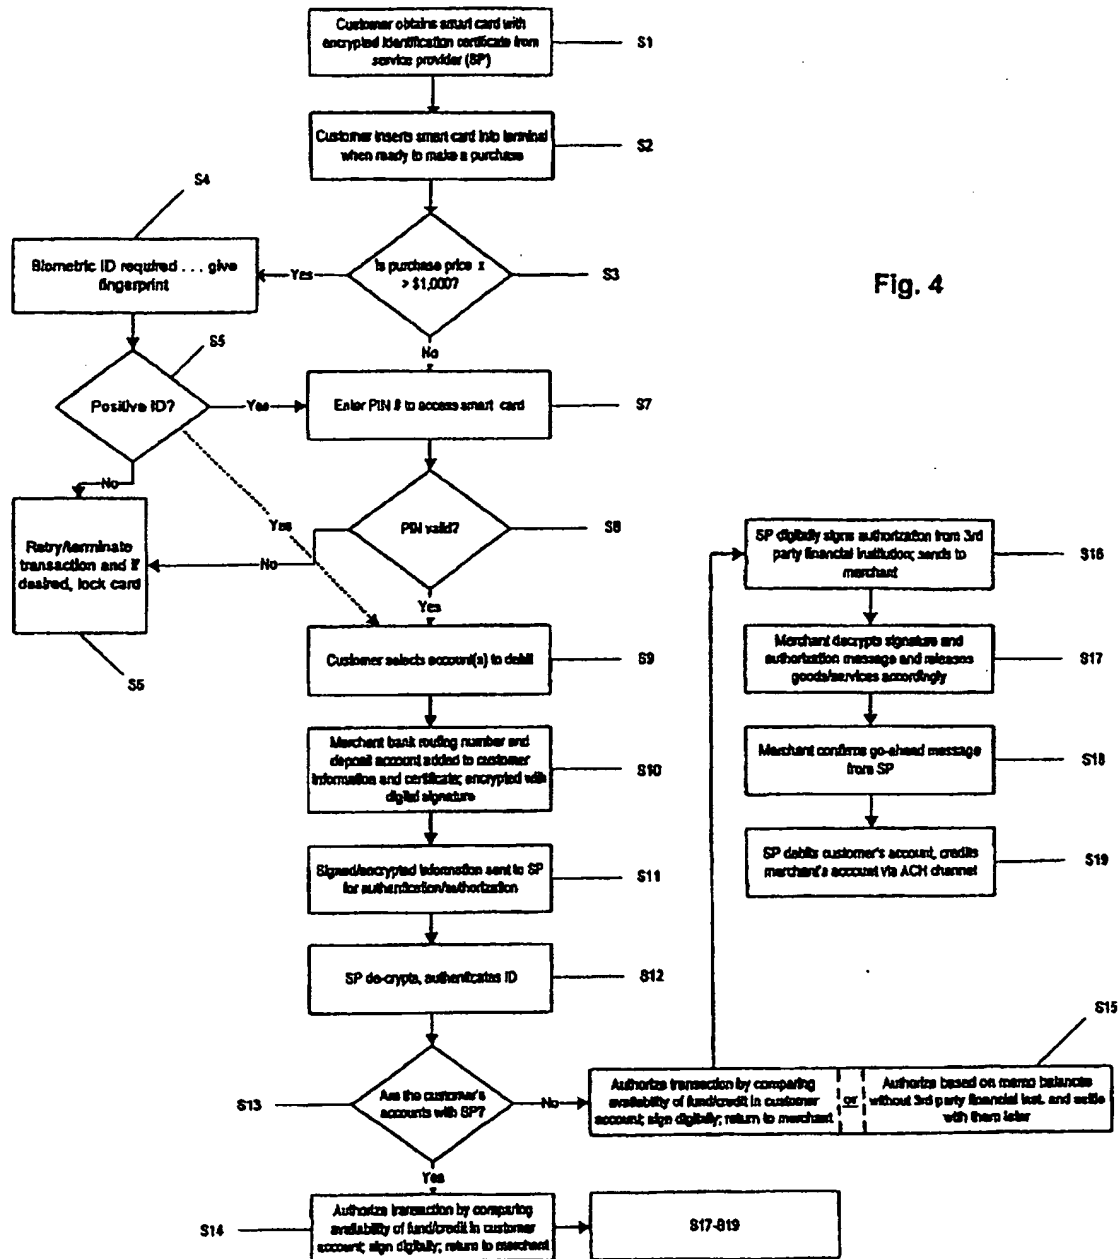 Customer obtains smart card with
encrypted identification certificate from
service provider (SP)
S1
Customer inserts smart card into terminal
when ready to make a purchase
S2
S4
Biometric ID required . . . give
fingerprint
Yes
Is purchase price x
> $1,000?
S3
Fig. 4
No
S5
Positive ID?
Yes
Enter PIN # to access smart card
S7
No
Retry/terminate
transaction and if
desired, lock card
Yes
No
PIN valid?
S8
SP digitally signs authorization from 3rd
party financial institution; sends to
merchant
S16
Yes
S6
Customer selects account(s) to debit
S9
Merchant decrypts signature and
authorization message and releases
goods/services accordingly
S17
Merchant bank routing number and
deposit account added to customer
information and certificate; encrypted with
digital signature
S10
Merchant confirms go-ahead message
from SP
S18
Signed/encrypted information sent to SP
for authentication/authorization
S11
SP debits customer's account, credits
merchant's account via ACH channel
S19
SP de-crypts, authenticates ID
S12
S15
S13
Are the customer's
accounts with SP?
No
Authorize transaction by comparing
availability of fund/credit in customer
account; sign digitally; return to merchant
or
Authorize based on memo balances
without 3rd party financial inst. and settle
with them later
Yes
S14
Authorize transaction by comparing
availability of fund/credit in customer
account; sign digitally; return to merchant
S17-S19